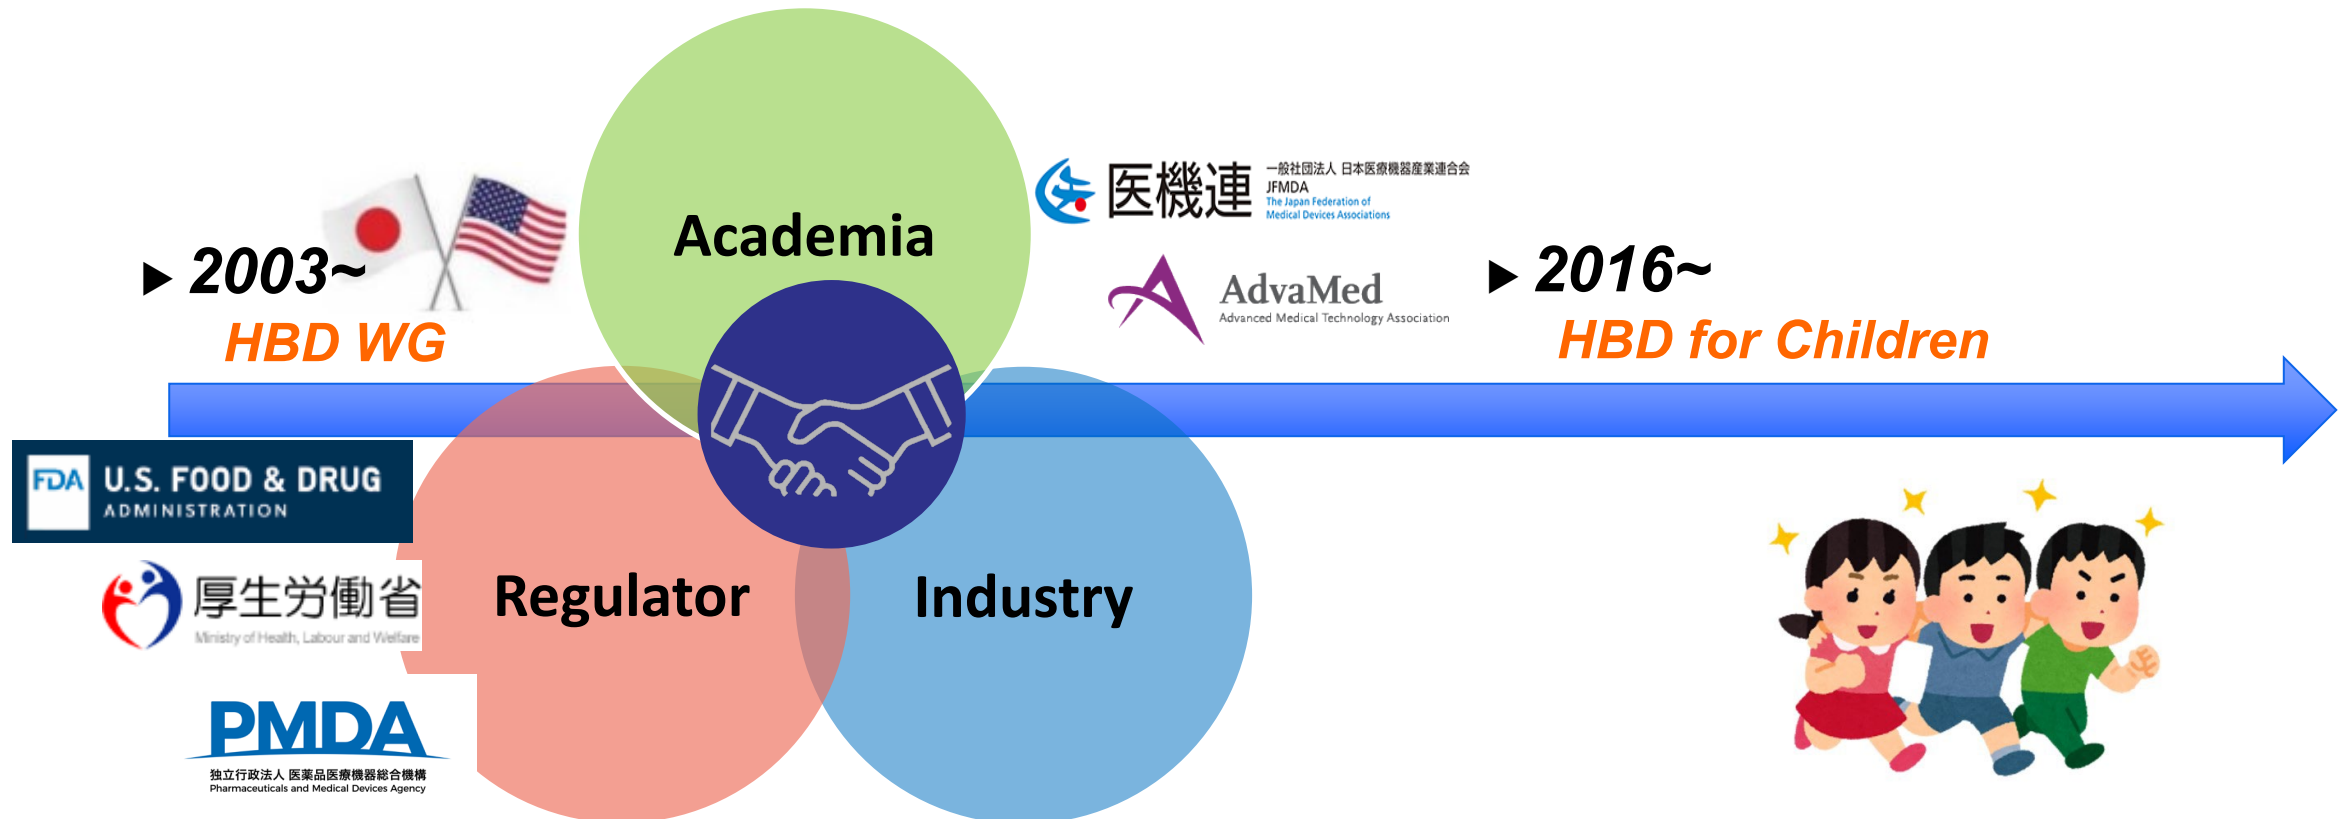 Academia
医機連
一般社団法人 日本医療機器産業連合会
JFMDA
The Japan Federation of
Medical Devices Associations
▶ 2003~
HBD WG
AdvaMed
Advanced Medical Technology Association
▶ 2016~
HBD for Children
FDA U.S. FOOD & DRUG
ADMINISTRATION
厚生労働省
Ministry of Health, Labour and Welfare
Regulator
Industry
PMDA
独立行政法人 医薬品医療機器総合機構
Pharmaceuticals and Medical Devices Agency